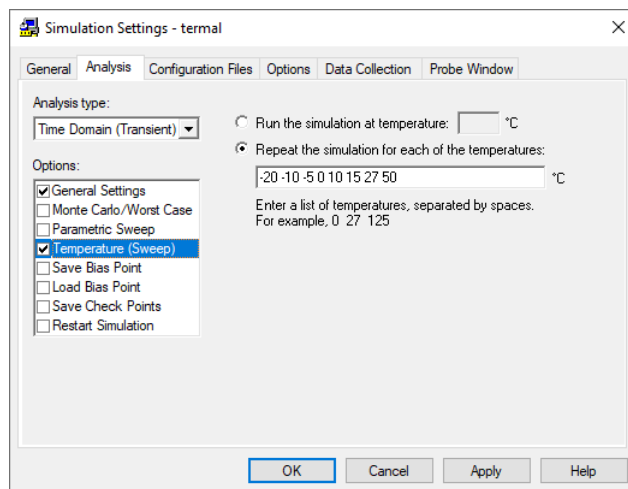 Simulation Settings - termal
General Analysis Configuration Files Options Data Collection Probe Window
Analysis type:
Time Domain (Transient)
Run the simulation at temperature: °C
Repeat the simulation for each of the temperatures:
-20 -10 -5 0 10 15 27 50 °C
Enter a list of temperatures, separated by spaces.
For example, 0 27 125
Options:
General Settings
Monte Carlo/Worst Case
Parametric Sweep
Temperature (Sweep)
Save Bias Point
Load Bias Point
Save Check Points
Restart Simulation
OK Cancel Apply Help